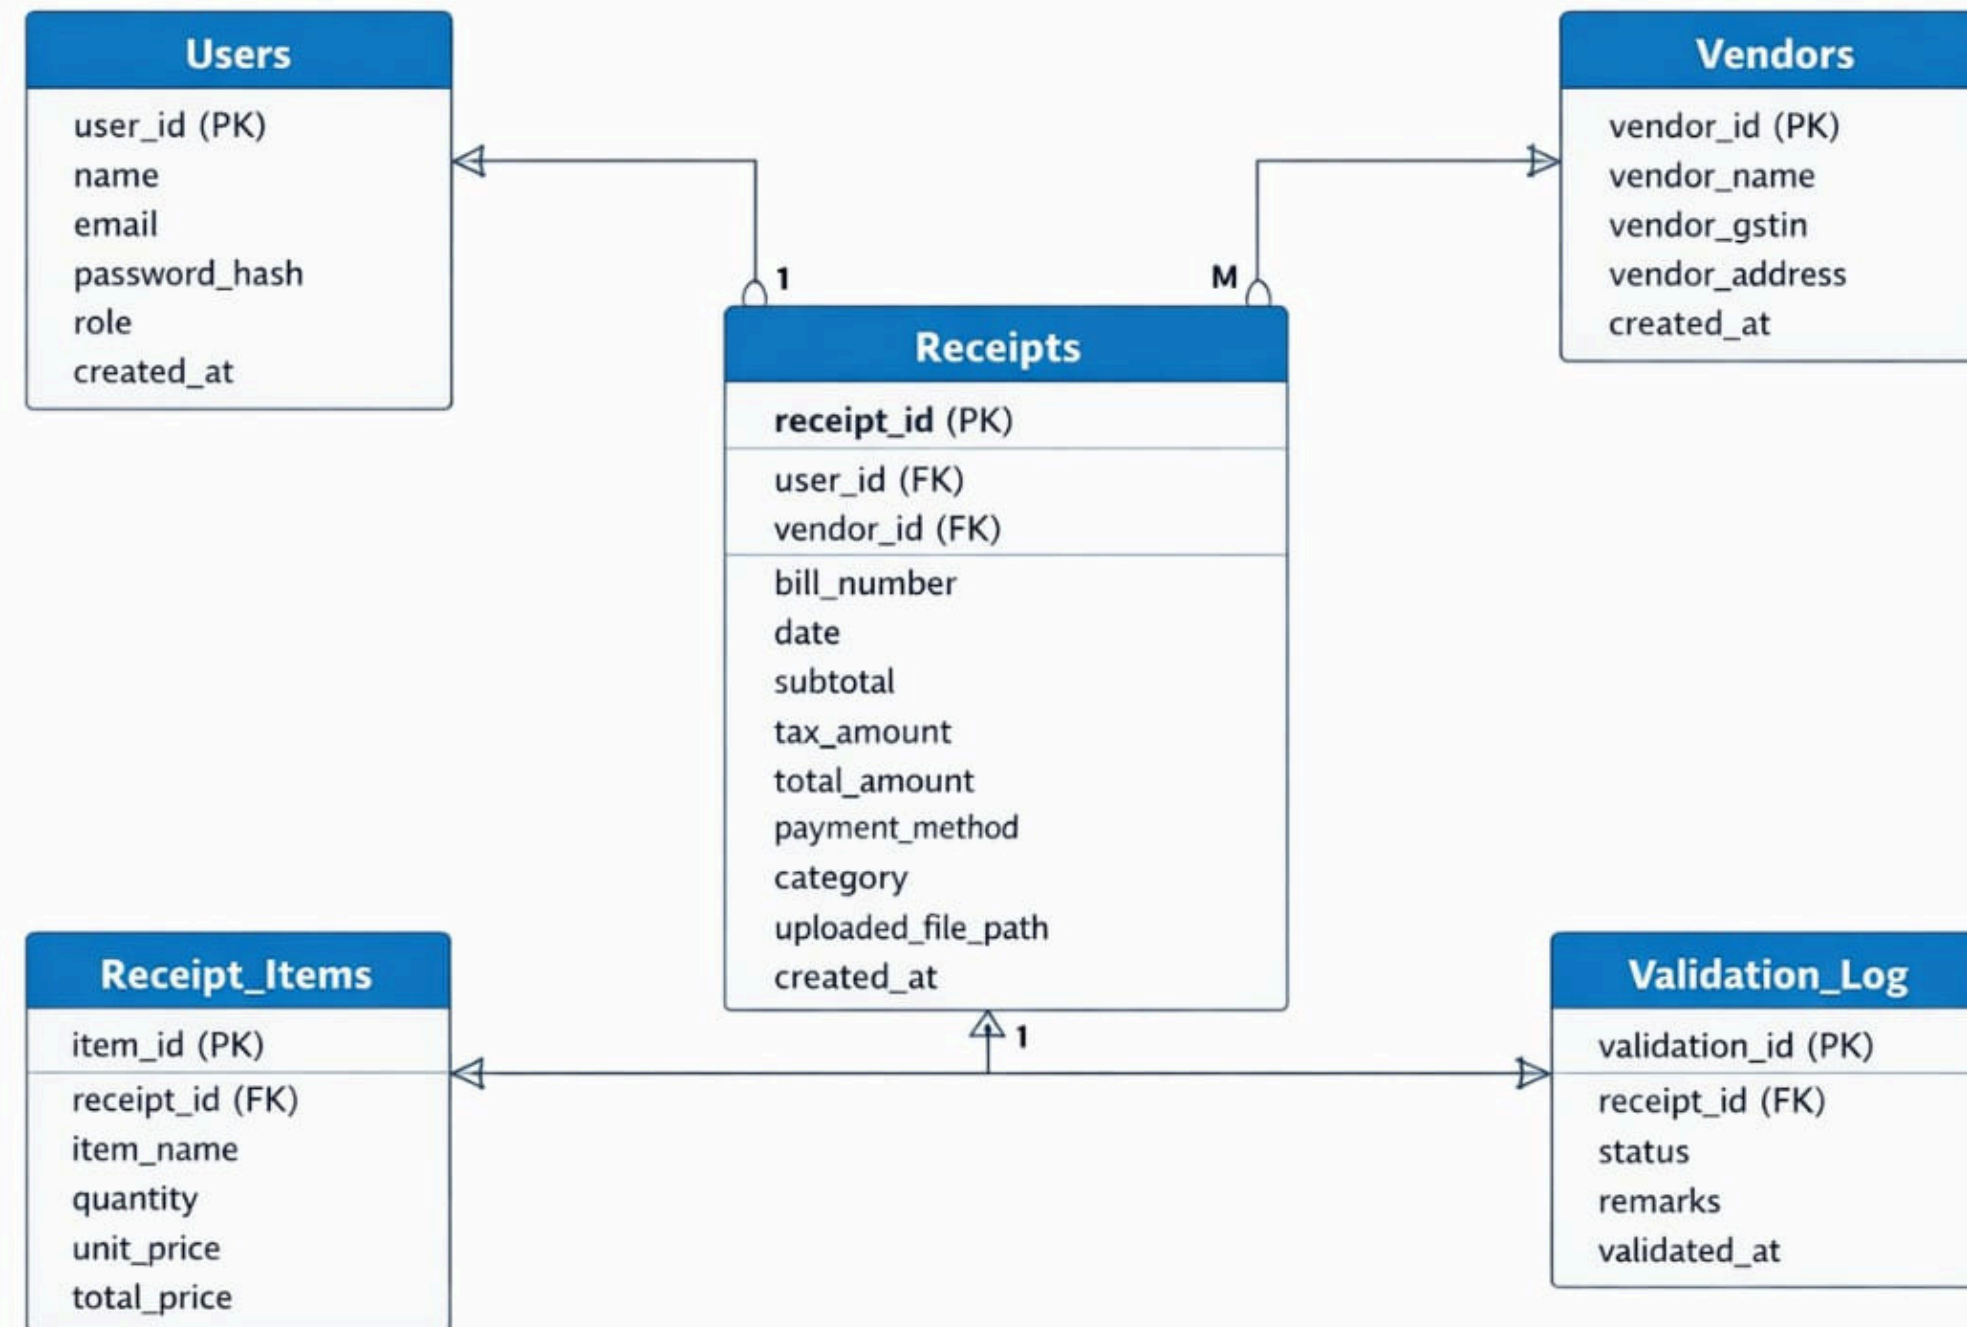 Users
user_id (PK)
name
email
password_hash
role
created_at
Vendors
vendor_id (PK)
vendor_name
vendor_gstin
vendor_address
created_at
1
M
Receipts
receipt_id (PK)
user_id (FK)
vendor_id (FK)
bill_number
date
subtotal
tax_amount
total_amount
payment_method
category
uploaded_file_path
created_at
1
Receipt_Items
item_id (PK)
receipt_id (FK)
item_name
quantity
unit_price
total_price
Validation_Log
validation_id (PK)
receipt_id (FK)
status
remarks
validated_at